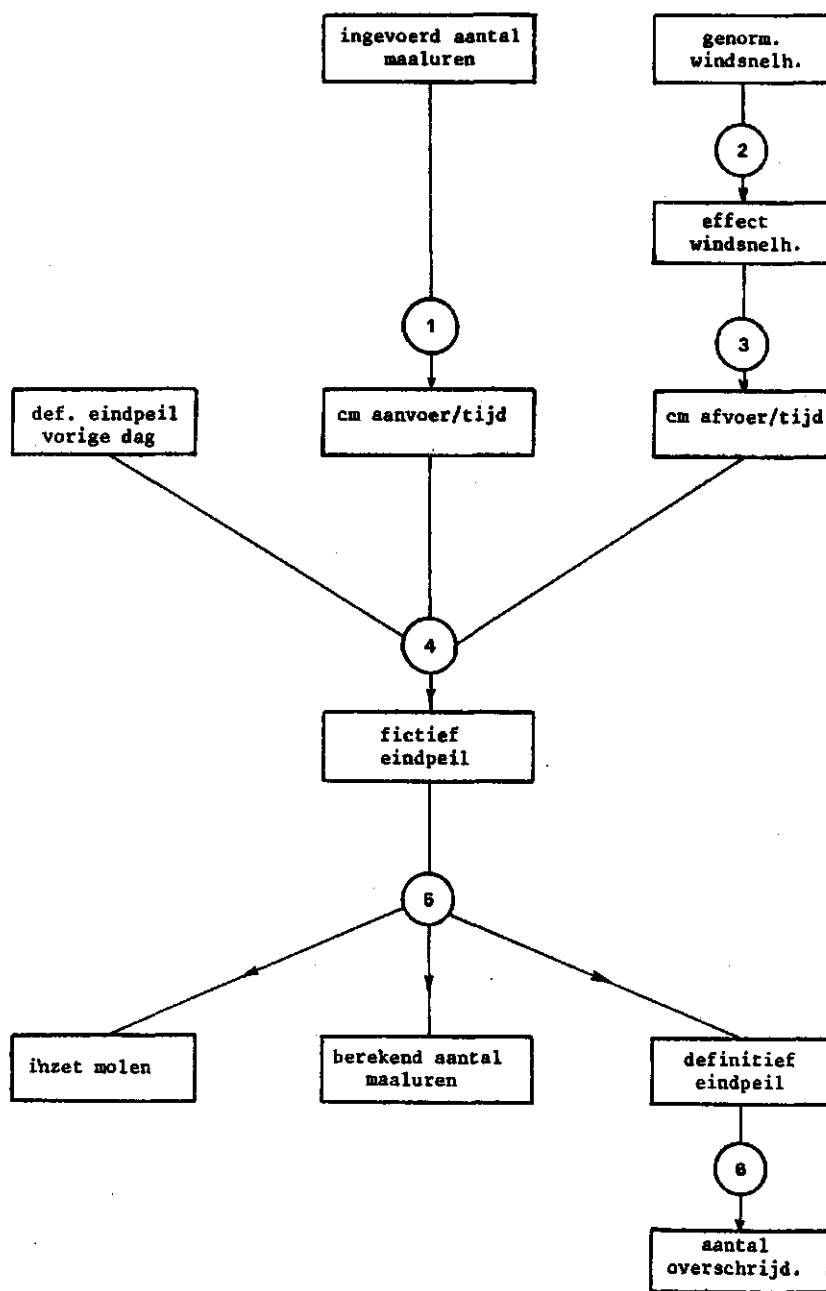 ingevoerd aantal
maaluren
genorm.
windsnelh.
2
effect
windsnelh.
1
3
def. eindpeil
vorige dag
cm aanvoer/tijd
cm afvoer/tijd
4
fictief
eindpeil
5
inzet molen
berekend aantal
maaluren
definitief
eindpeil
6
aantal
overschrijd.